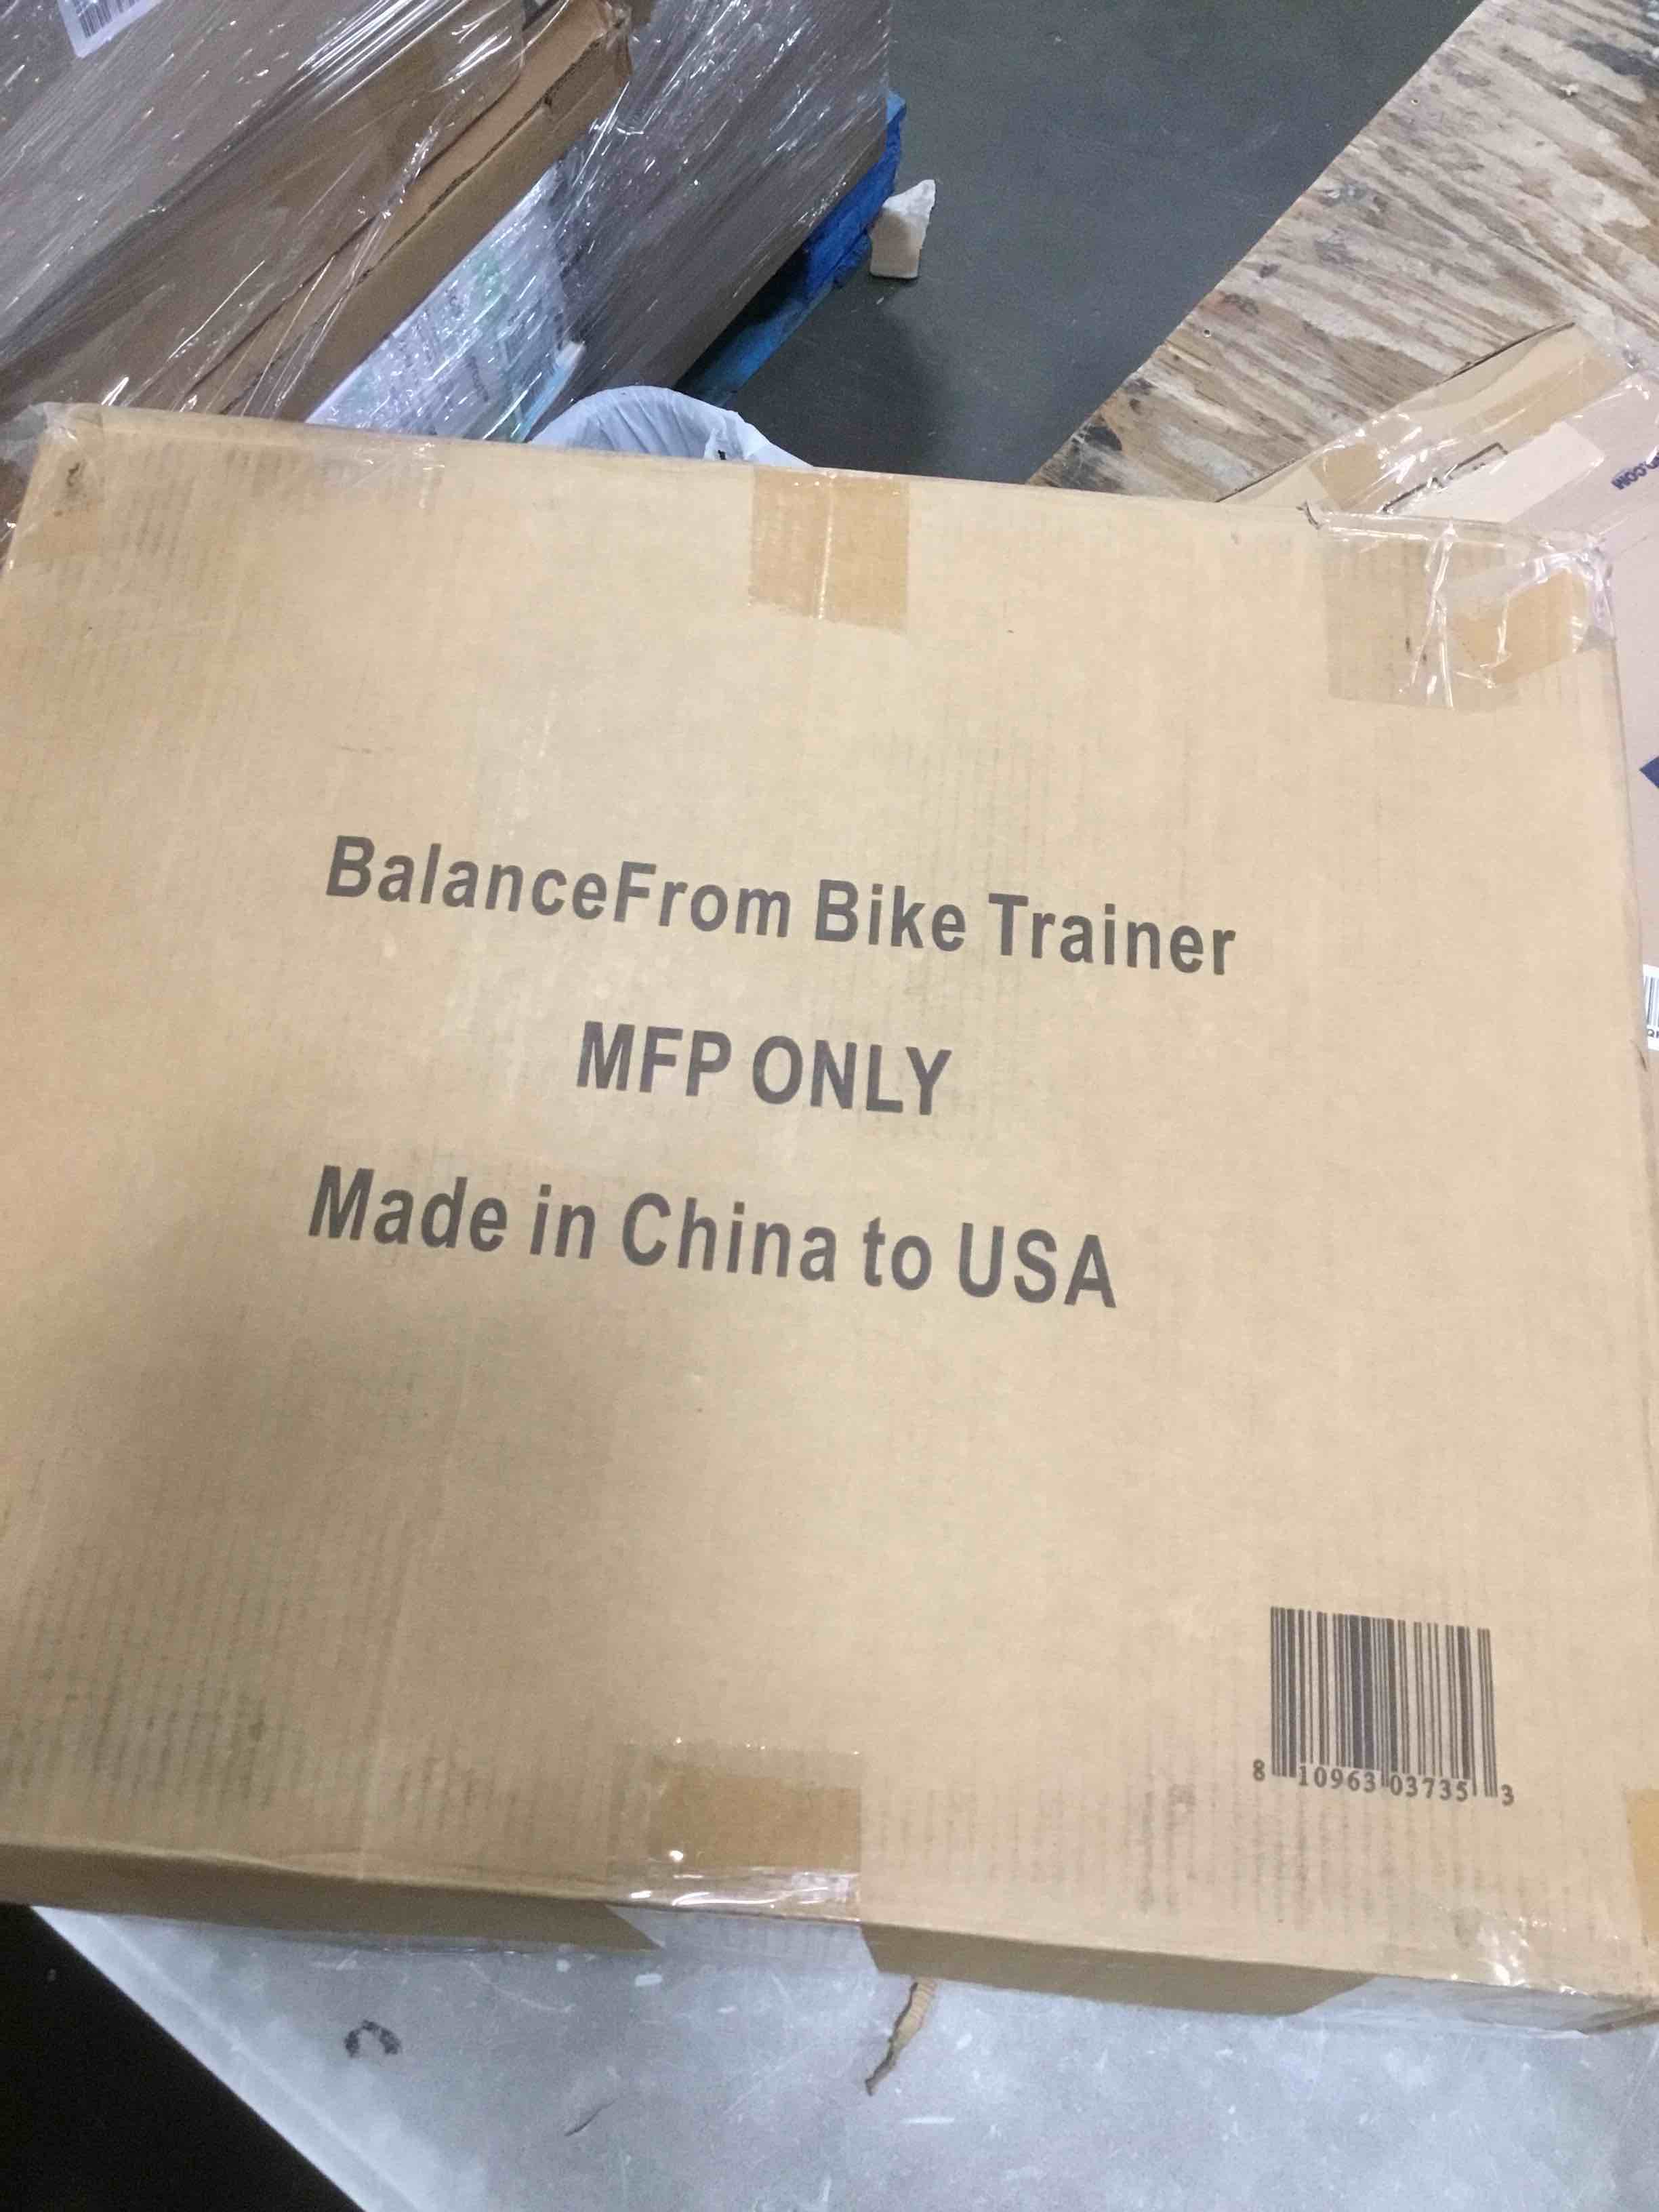 BalanceFrom Bike Trainer
MFP ONLY
Made in China to USA
8 10963 03735 3